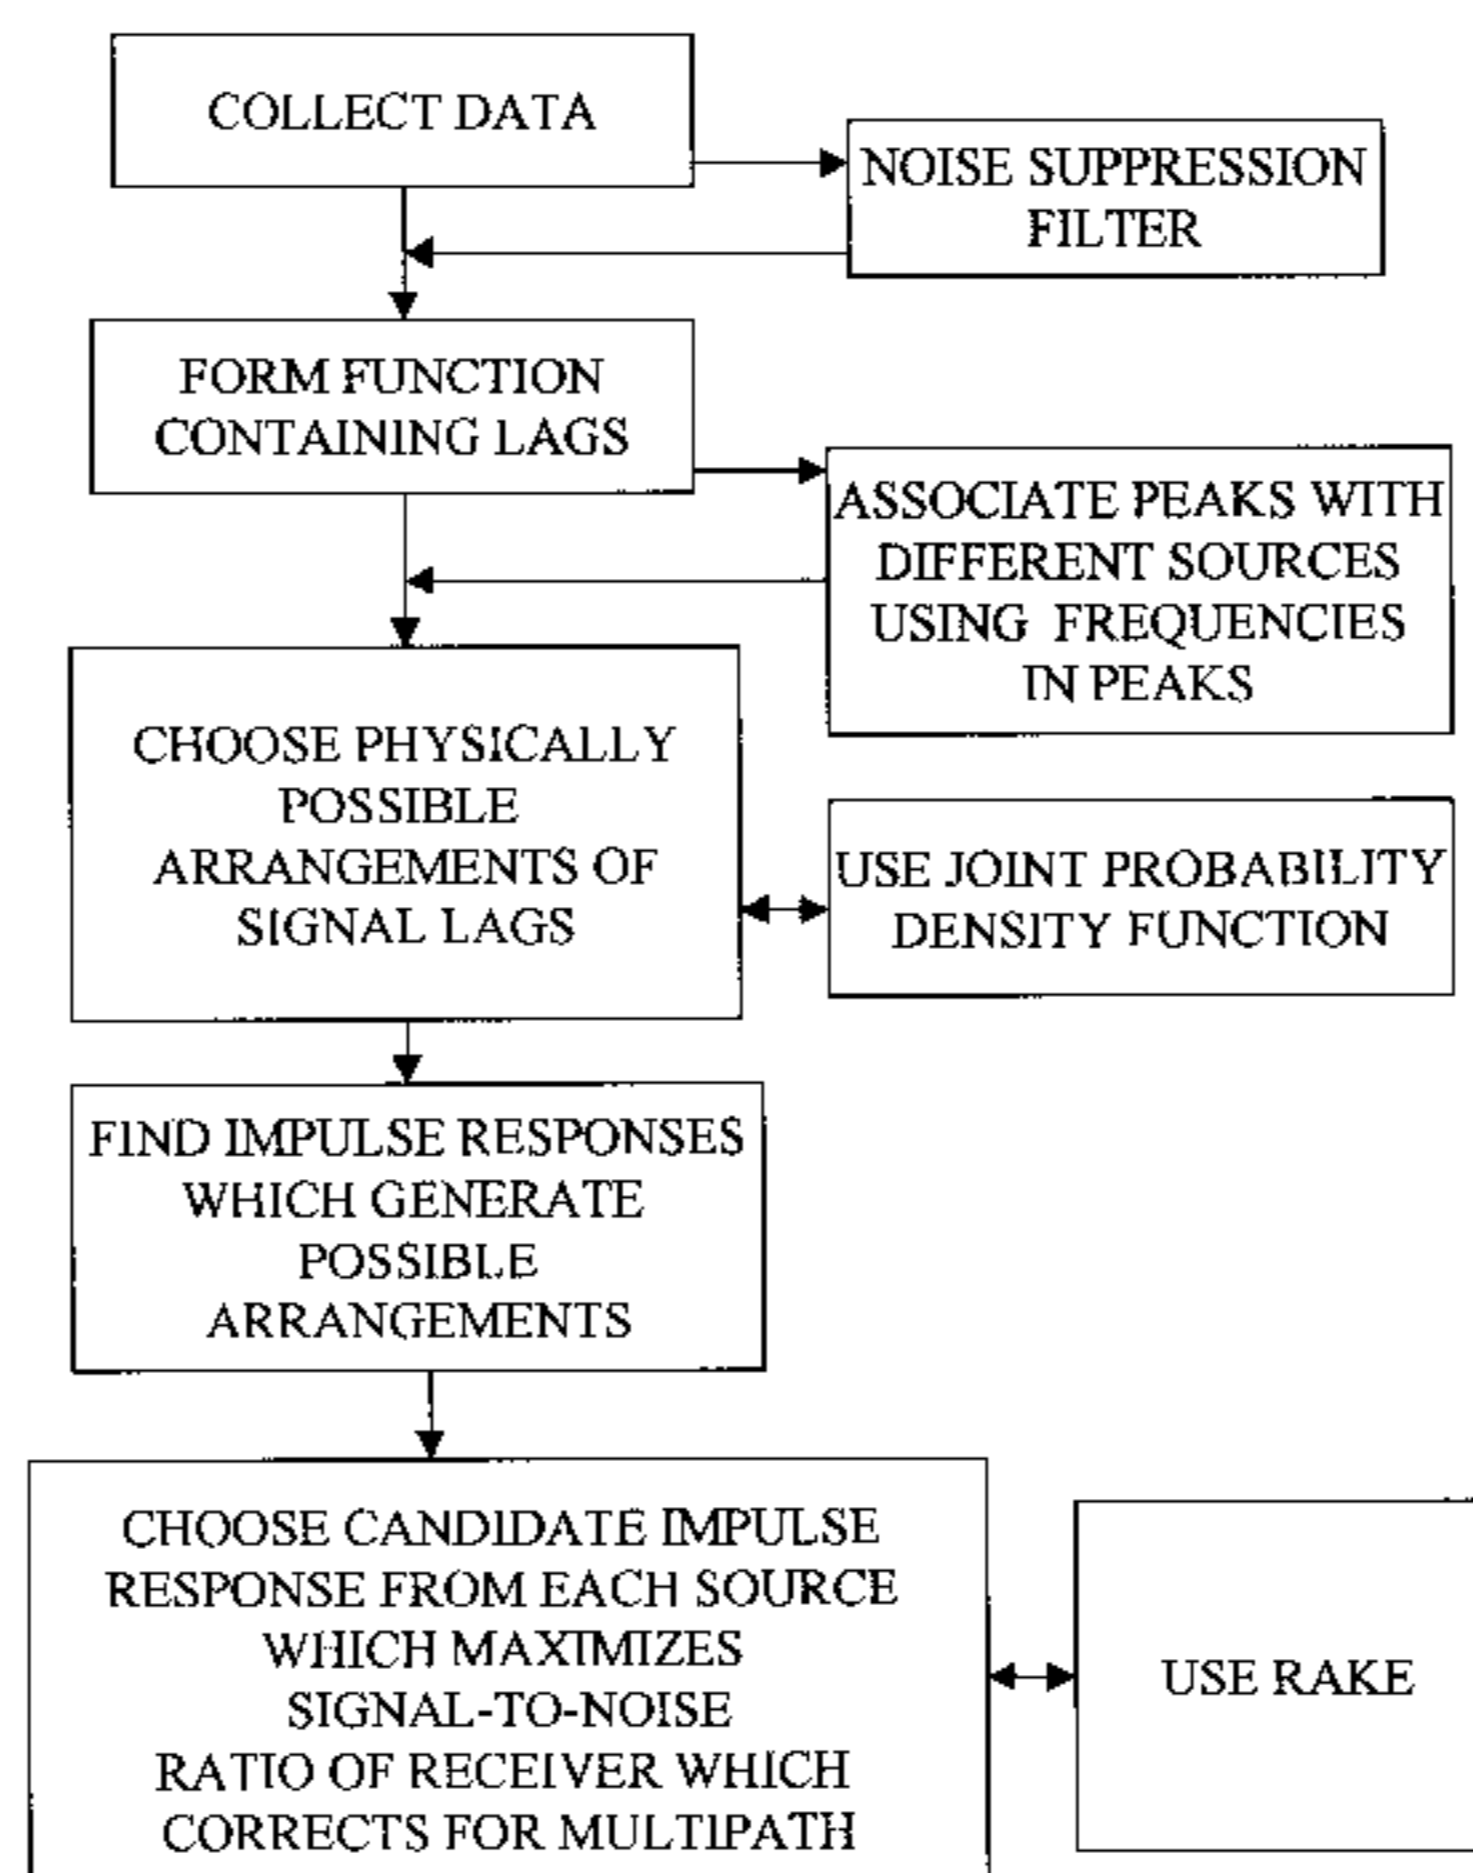 COLLECT DATA
NOISE SUPPRESSION
FILTER
FORM FUNCTION
CONTAINING LAGS
ASSOCIATE PEAKS WITH
DIFFERENT SOURCES
USING FREQUENCIES
IN PEAKS
CHOOSE PHYSICALLY
POSSIBLE
ARRANGEMENTS OF
SIGNAL LAGS
USE JOINT PROBABILITY
DENSITY FUNCTION
FIND IMPULSE RESPONSES
WHICH GENERATE
POSSIBLE
ARRANGEMENTS
CHOOSE CANDIDATE IMPULSE
RESPONSE FROM EACH SOURCE
WHICH MAXIMIZES
SIGNAL-TO-NOISE
RATIO OF RECEIVER WHICH
CORRECTS FOR MULTIPATH
USE RAKE